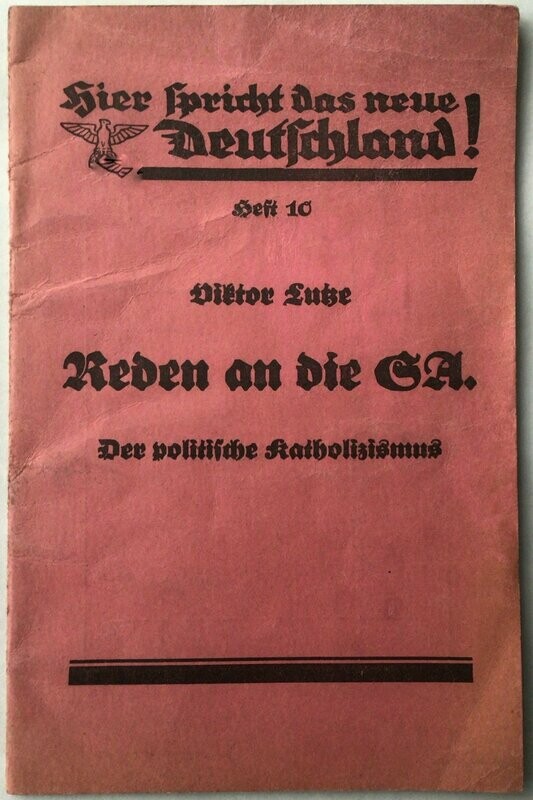 Hier spricht das neue
Deutschland!
Heft 10
Viktor Lutze
Reden an die SA.
Der politische Katholizismus